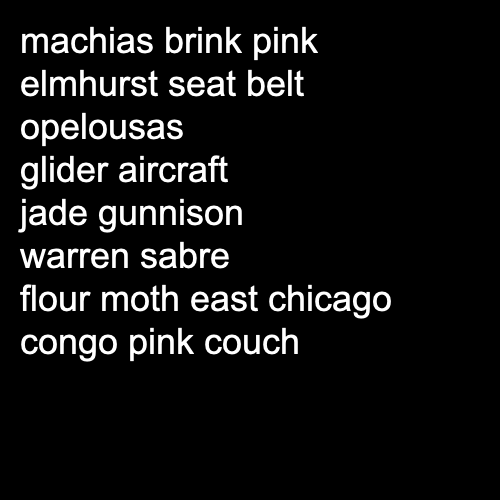 machias brink pink
elmhurst seat belt
opelousas
glider aircraft
jade gunnison
warren sabre
flour moth east chicago
congo pink couch